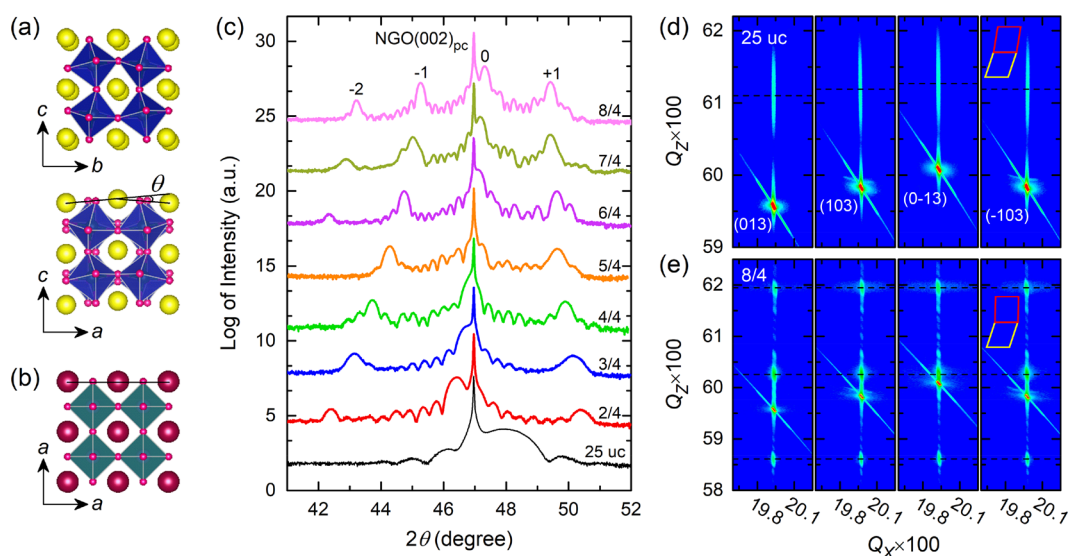 (a)
c
b
θ
c
a
(b)
a
a
(c)
Log of Intensity (a.u.)
30
25
20
15
10
5
0
NGO(002)pc
-2
-1
0
+1
8/4
7/4
6/4
5/4
4/4
3/4
2/4
25 uc
42
44
46
48
50
52
2θ (degree)
(d)
25 uc
QZ×100
62
61
60
59
(013)
(103)
(0-13)
(-103)
(e)
8/4
QZ×100
62
61
60
59
58
19.8
20.1
19.8
20.1
19.8
20.1
19.8
20.1
QX×100